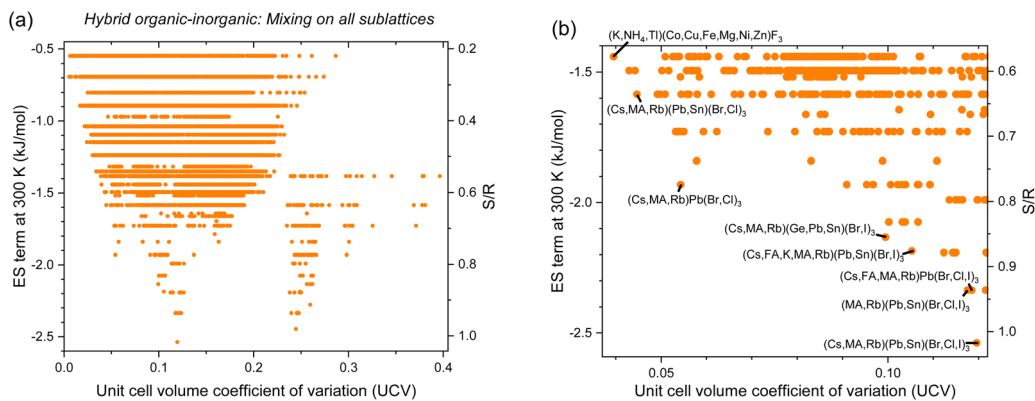 (a)
Hybrid organic-inorganic: Mixing on all sublattices
ES term at 300 K (kJ/mol)
-0.5
-1.0
-1.5
-2.0
-2.5
0.0
0.1
0.2
0.3
0.4
Unit cell volume coefficient of variation (UCV)
0.2
0.4
0.6
0.8
1.0
S/R
(b)
(K,NH4,Tl)(Co,Cu,Fe,Mg,Ni,Zn)F3
(Cs,MA,Rb)(Pb,Sn)(Br,Cl)3
(Cs,MA,Rb)Pb(Br,Cl)3
(Cs,MA,Rb)(Ge,Pb,Sn)(Br,I)3
(Cs,FA,K,MA,Rb)(Pb,Sn)(Br,I)3
(Cs,FA,MA,Rb)Pb(Br,Cl,I)3
(MA,Rb)(Pb,Sn)(Br,Cl,I)3
(Cs,MA,Rb)(Pb,Sn)(Br,Cl,I)3
ES term at 300 K (kJ/mol)
-1.5
-2.0
-2.5
0.05
0.10
Unit cell volume coefficient of variation (UCV)
0.6
0.7
0.8
0.9
1.0
S/R